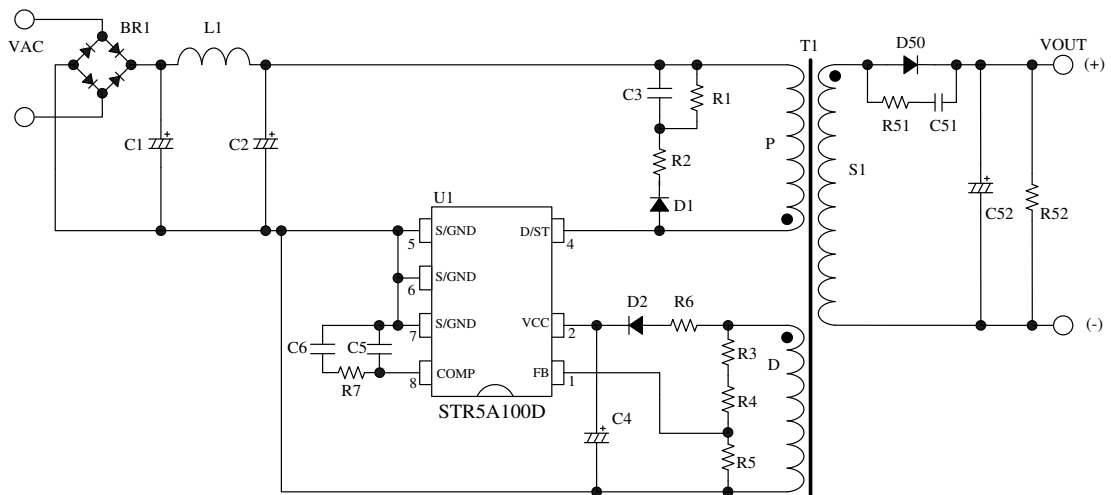 VAC
BR1
L1
C1
C2
C3
R1
R2
D1
T1
P
S1
D50
R51
C51
VOUT
(+)
C52
R52
(-)
U1
S/GND
5
D/ST
4
S/GND
6
S/GND
7
VCC
2
COMP
8
FB
1
STR5A100D
C6
C5
R7
D2
R6
R3
D
R4
R5
C4